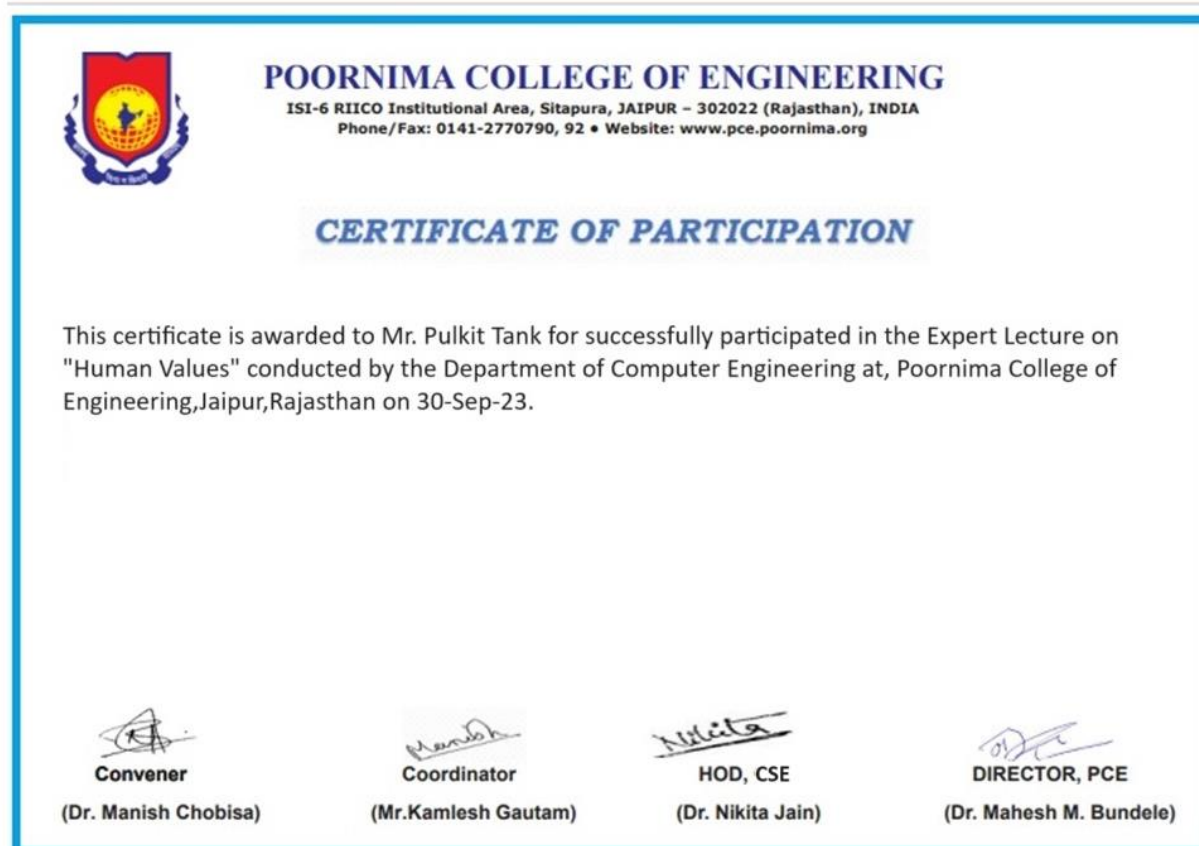 POORNIMA COLLEGE OF ENGINEERING
ISI-6 RIICO Institutional Area, Sitapura, JAIPUR – 302022 (Rajasthan), INDIA
Phone/Fax: 0141-2770790, 92 • Website: www.pce.poornima.org
CERTIFICATE OF PARTICIPATION
This certificate is awarded to Mr. Pulkit Tank for successfully participated in the Expert Lecture on
"Human Values" conducted by the Department of Computer Engineering at, Poornima College of
Engineering,Jaipur,Rajasthan on 30-Sep-23.
Manish
Nikita
Convener
Coordinator
HOD, CSE
DIRECTOR, PCE
(Dr. Manish Chobisa)
(Mr.Kamlesh Gautam)
(Dr. Nikita Jain)
(Dr. Mahesh M. Bundele)